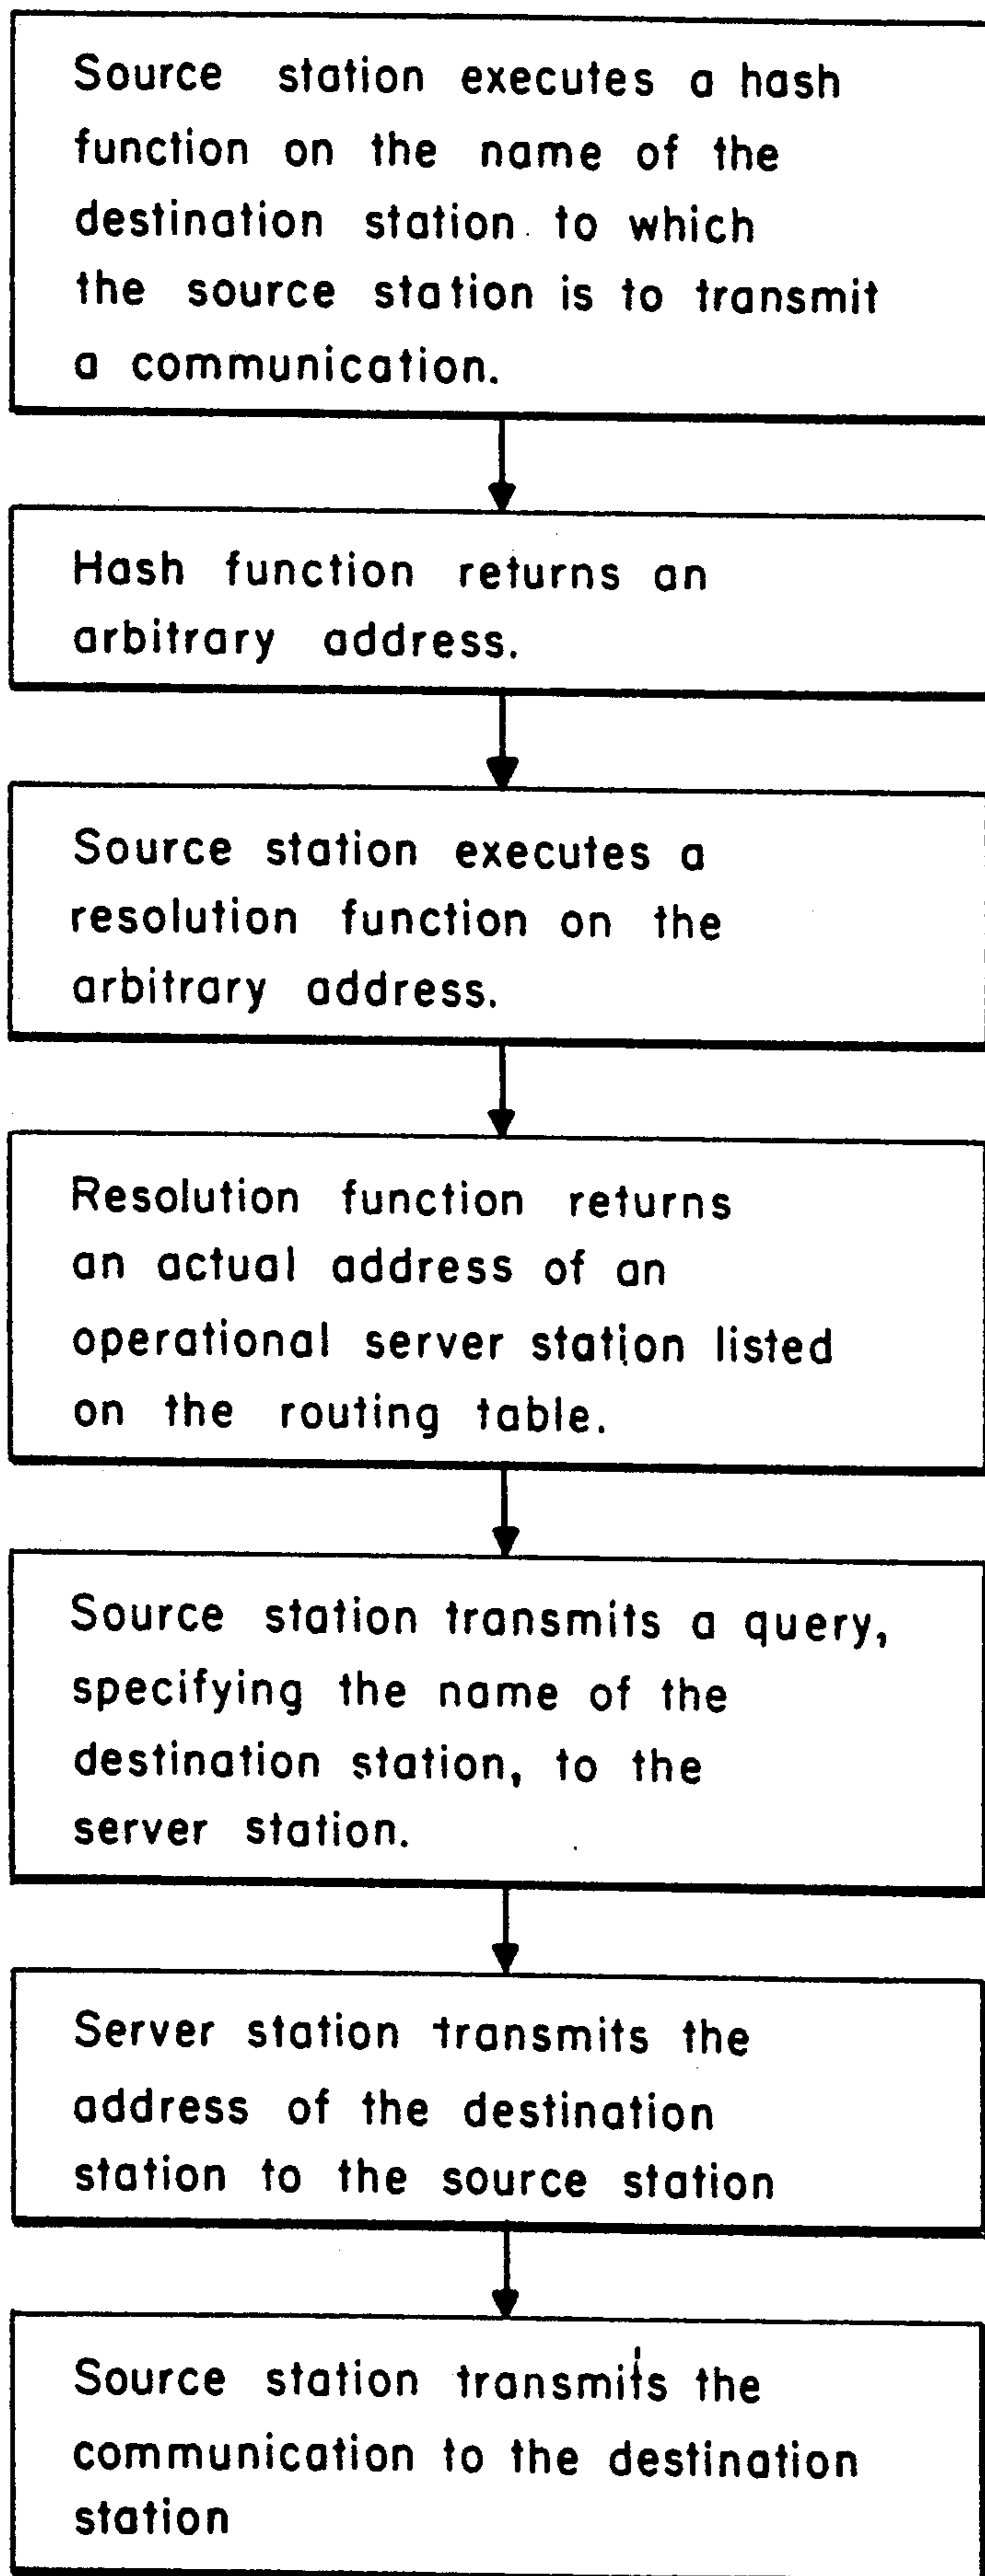 Source station executes a hash
function on the name of the
destination station to which
the source station is to transmit
a communication.
Hash function returns an
arbitrary address.
Source station executes a
resolution function on the
arbitrary address.
Resolution function returns
an actual address of an
operational server station listed
on the routing table.
Source station transmits a query,
specifying the name of the
destination station, to the
server station.
Server station transmits the
address of the destination
station to the source station
Source station transmits the
communication to the destination
station